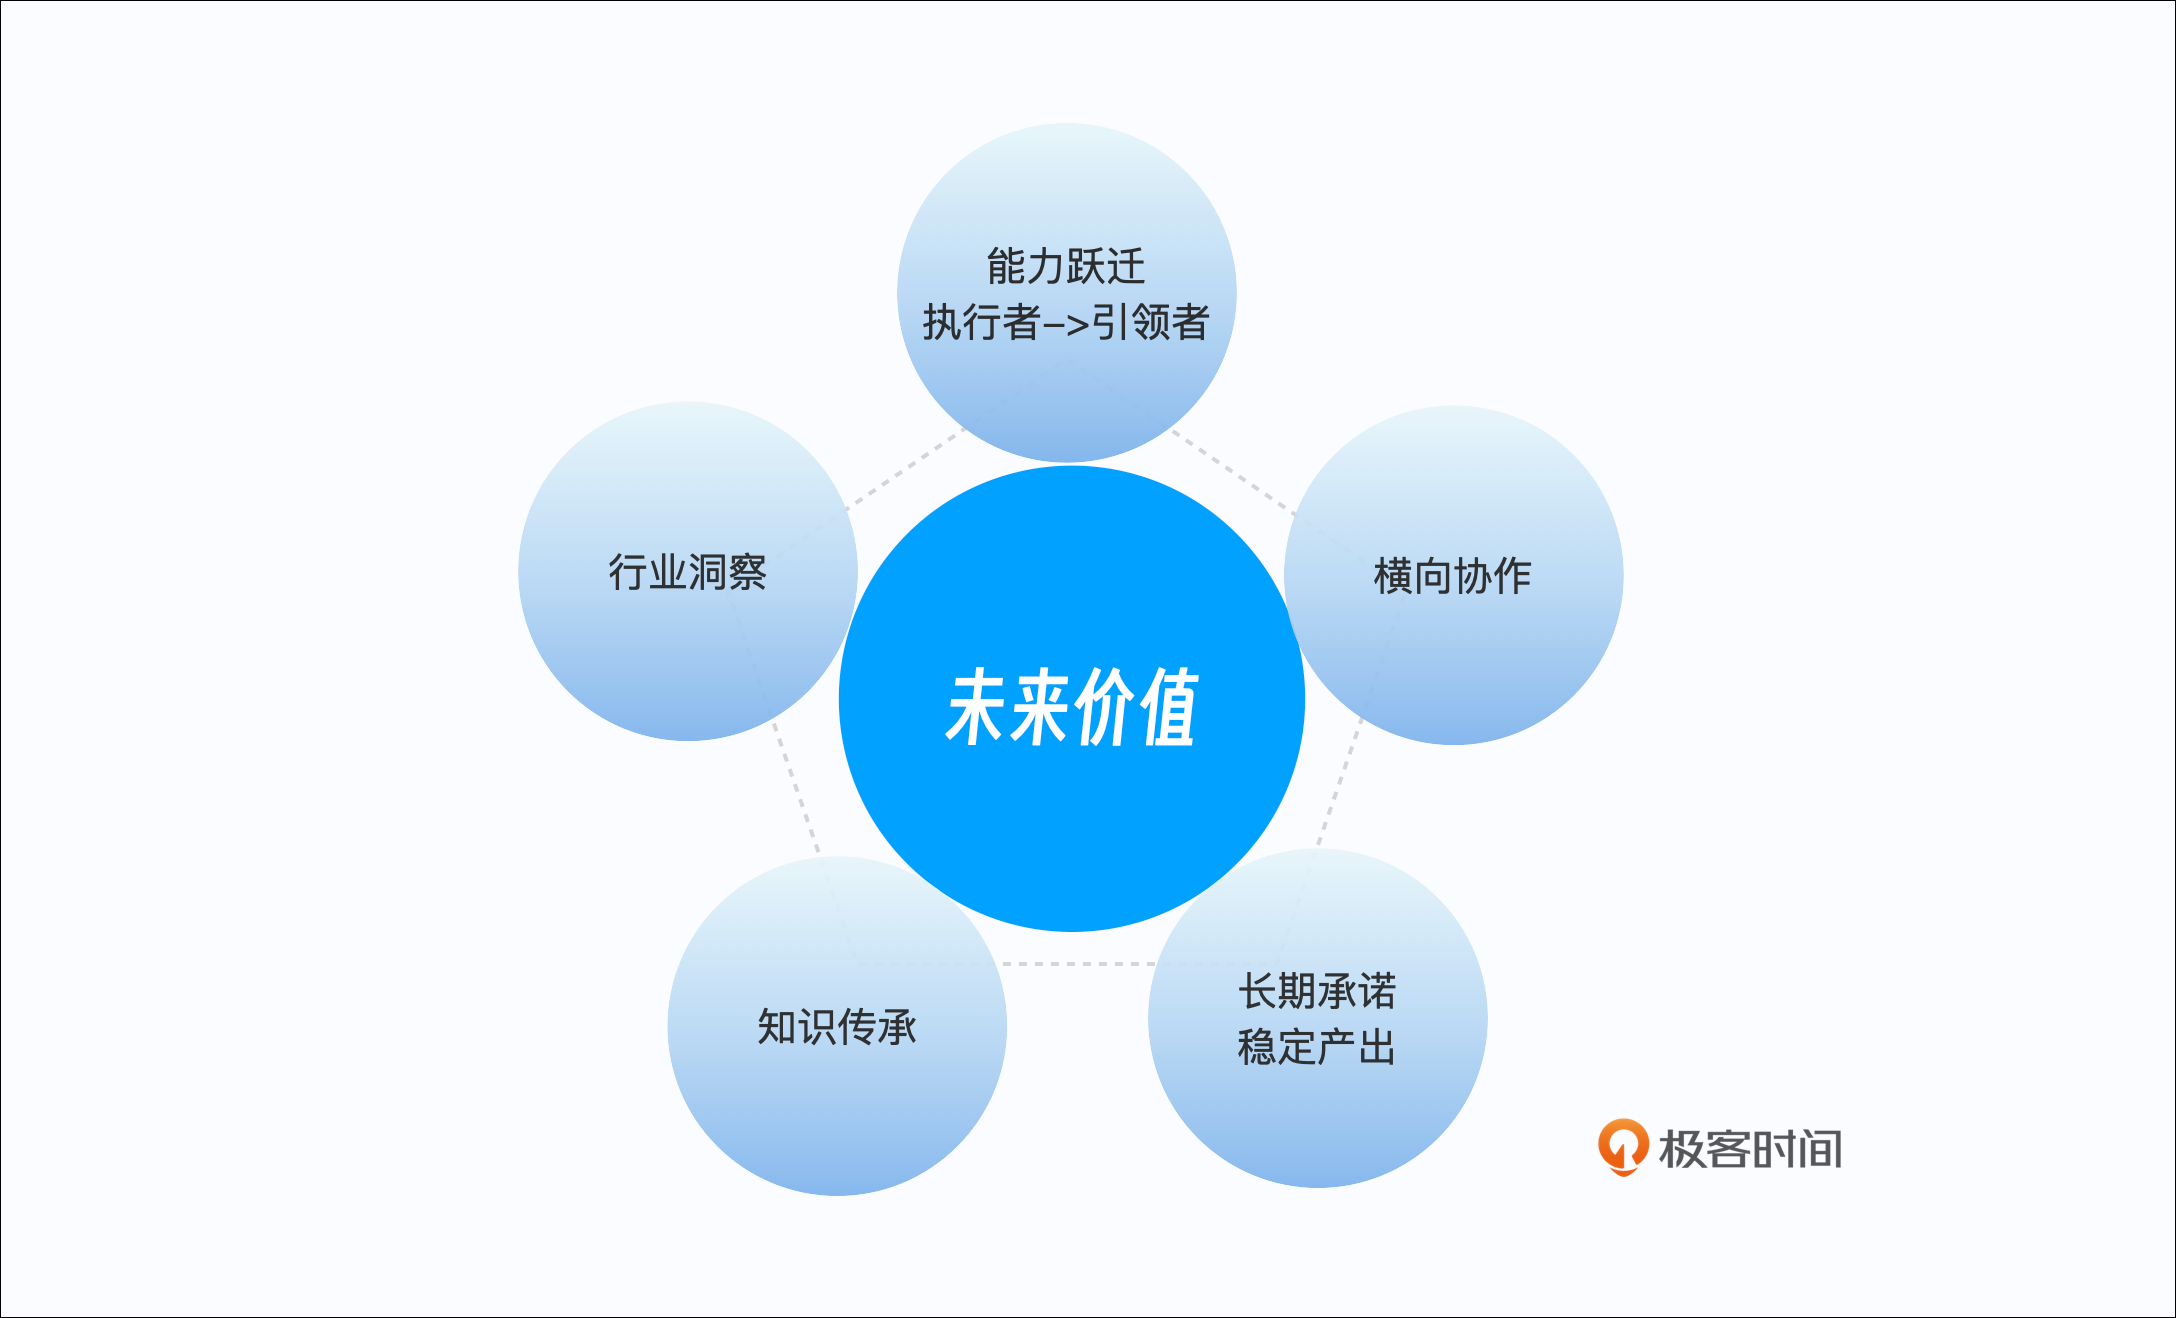 能力跃迁
执行者->引领者
行业洞察
横向协作
未来价值
知识传承
长期承诺
稳定产出
极客时间